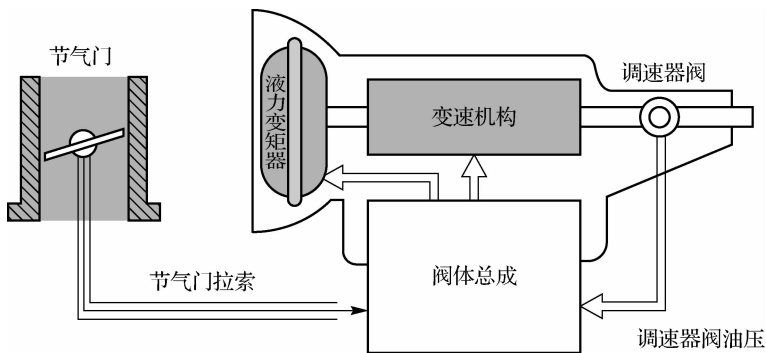 节气门
液力变矩器
变速机构
调速器阀
节气门拉索
阀体总成
调速器阀油压